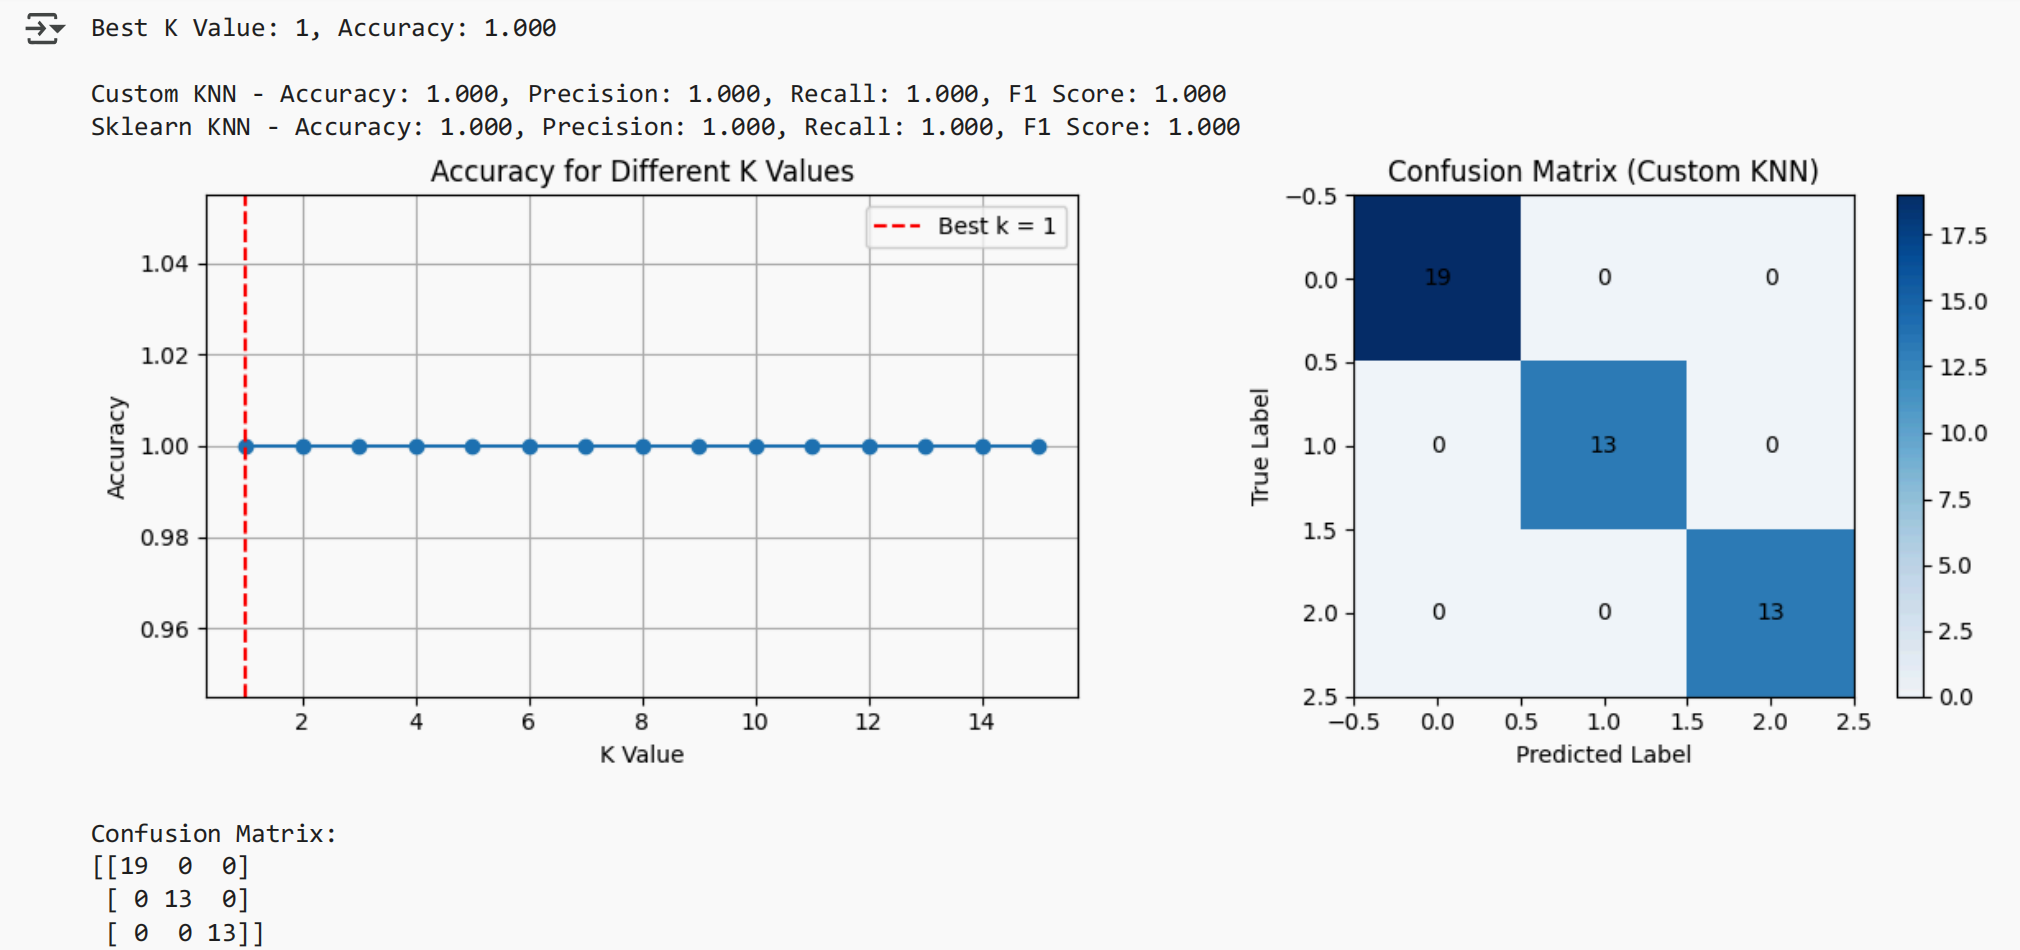 Best K Value: 1, Accuracy: 1.000
Custom KNN - Accuracy: 1.000, Precision: 1.000, Recall: 1.000, F1 Score: 1.000
Sklearn KNN - Accuracy: 1.000, Precision: 1.000, Recall: 1.000, F1 Score: 1.000
Accuracy for Different K Values
Best k = 1
1.04
1.02
1.00
0.98
0.96
Accuracy
2 4 6 8 10 12 14
K Value
Confusion Matrix (Custom KNN)
−0.5
0.0
0.5
1.0
1.5
2.0
2.5
True Label
19 0 0
0 13 0
0 0 13
−0.5 0.0 0.5 1.0 1.5 2.0 2.5
Predicted Label
17.5
15.0
12.5
10.0
7.5
5.0
2.5
0.0
Confusion Matrix:
[[19  0  0]
 [ 0 13  0]
 [ 0  0 13]]